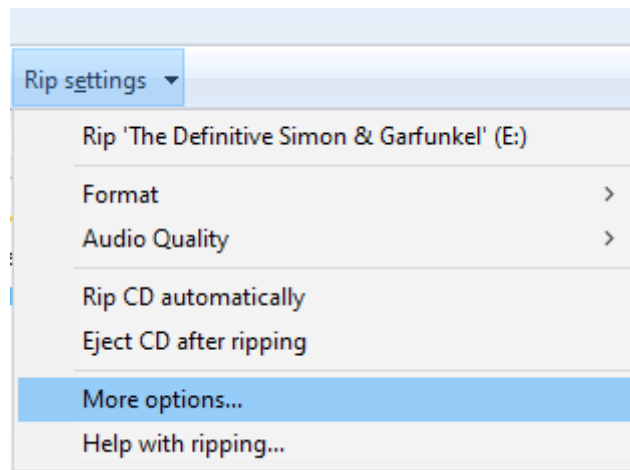 Rip settings
Rip 'The Definitive Simon & Garfunkel' (E:)
Format
Audio Quality
Rip CD automatically
Eject CD after ripping
More options...
Help with ripping...